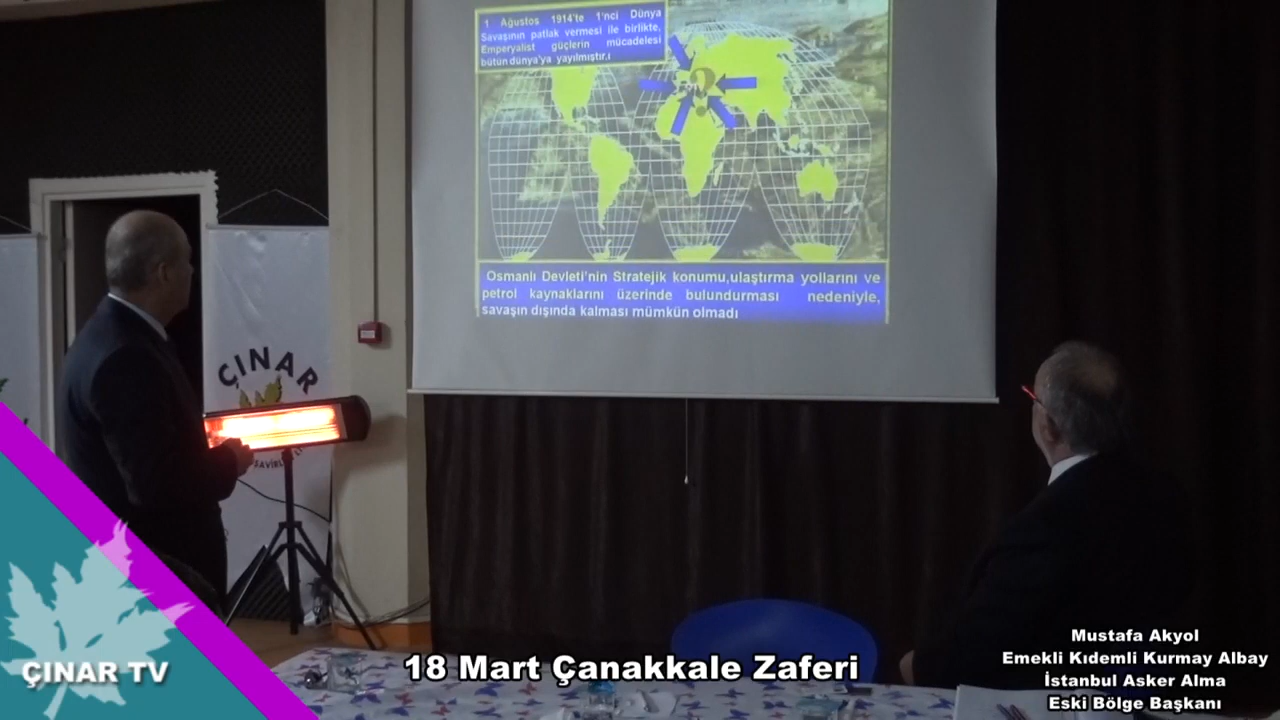 1 Ağustos 1914'te 1'nci Dünya
Savaşının patlak vermesi ile birlikte,
Emperyalist güçlerin mücadelesi
bütün dünya'ya yayılmıştır.ı
?
Osmanlı Devleti'nin Stratejik konumu,ulaştırma yollarını ve
petrol kaynaklarını üzerinde bulundurması nedeniyle,
savaşın dışında kalması mümkün olmadı
ÇINAR
ÇINAR TV
18 Mart Çanakkale Zaferi
Mustafa Akyol
Emekli Kıdemli Kurmay Albay
İstanbul Asker Alma
Eski Bölge Başkanı